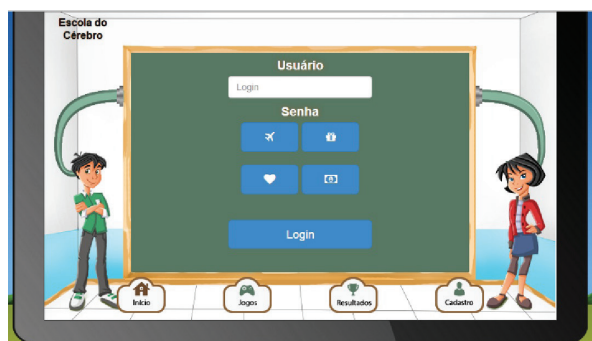 Escola do
Cérebro
Usuário
Login
Senha
Login
Início
Jogos
Resultados
Cadastro